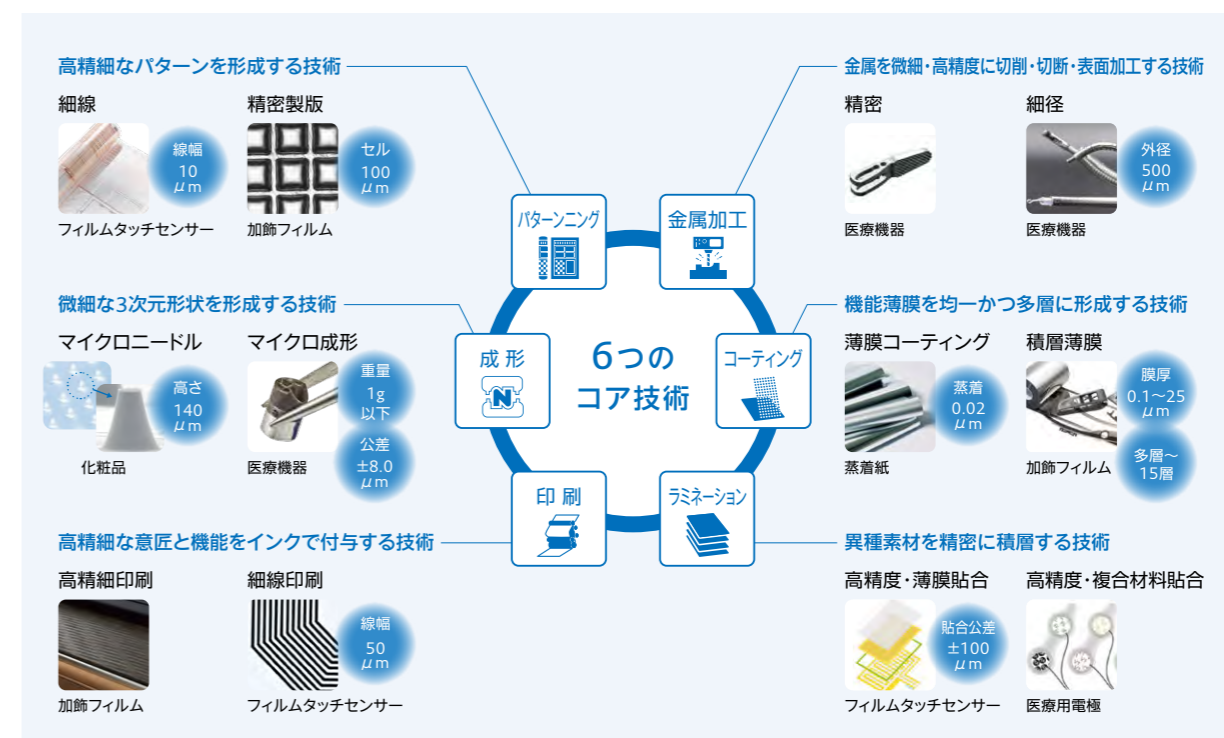 高精細なパターンを形成する技術
細線
精密製版
線幅
10
μm
セル
100
μm
フィルムタッチセンサー
加飾フィルム
金属を微細・高精度に切削・切断・表面加工する技術
精密
細径
外径
500
μm
医療機器
医療機器
パターンニング
金属加工
微細な3次元形状を形成する技術
マイクロニードル
マイクロ成形
高さ
140
μm
重量
1g
以下
公差
±8.0
μm
化粧品
医療機器
成形
N
6つの
コア技術
コーティング
機能薄膜を均一かつ多層に形成する技術
薄膜コーティング
積層薄膜
蒸着
0.02
μm
膜厚
0.1〜25
μm
多層〜
15層
蒸着紙
加飾フィルム
印刷
ラミネーション
高精細な意匠と機能をインクで付与する技術
高精細印刷
細線印刷
線幅
50
μm
加飾フィルム
フィルムタッチセンサー
異種素材を精密に積層する技術
高精度・薄膜貼合
高精度・複合材料貼合
貼合公差
±100
μm
フィルムタッチセンサー
医療用電極